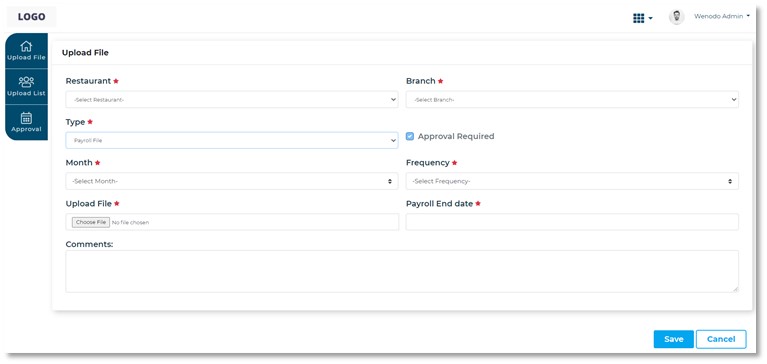 LOGO
Wenodo Admin
Upload File
Upload List
Approval
Upload File
Restaurant *
Branch *
-Select Restaurant-
-Select Branch-
Type *
Payroll File
Approval Required
Month *
Frequency *
-Select Month-
-Select Frequency-
Upload File *
Payroll End date *
Choose File No file chosen
Comments:
Save
Cancel